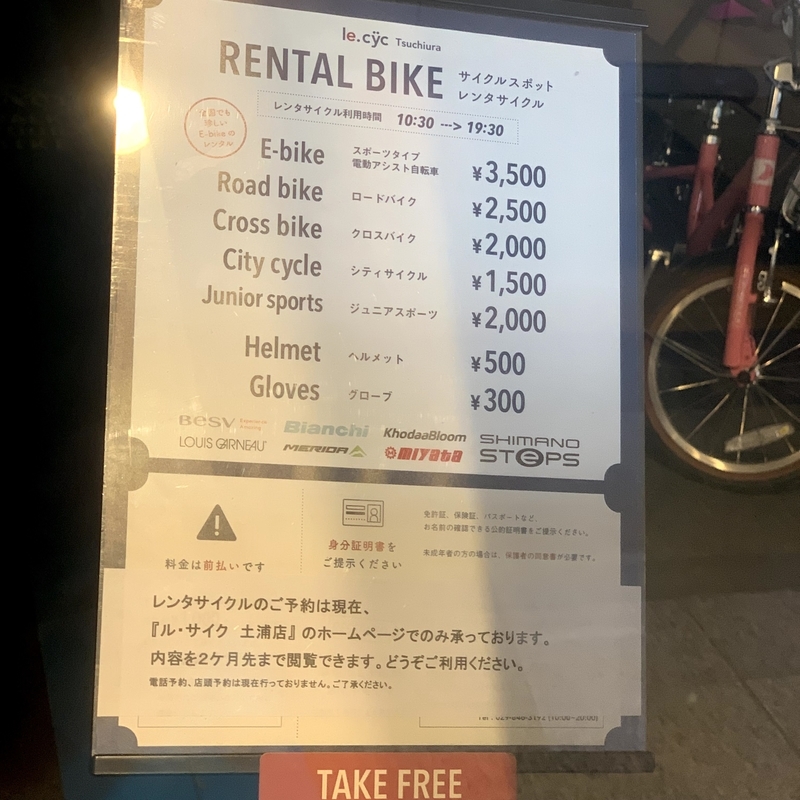 le.cÿc Tsuchiura
RENTAL BIKE
サイクルスポット
レンタサイクル
レンタサイクル利用時間 10:30 ---> 19:30
E-bikeの
レンタル
E-bike スポーツタイプ 電動アシスト自転車 ¥3,500
Road bike ロードバイク ¥2,500
Cross bike クロスバイク ¥2,000
City cycle シティサイクル ¥1,500
Junior sports ジュニアスポーツ ¥2,000
Helmet ヘルメット ¥500
Gloves グローブ ¥300
BESV Bianchi KhodaaBloom SHIMANO
LOUIS GARNEAU MERIDA MIYATA STePS
料金は前払いです
身分証明書を
ご提示ください
免許証、保険証、パスポートなど、
お名前の確認できる公的証明書をご提示ください。
未成年者の方の場合は、保護者の同意書が必要です。
レンタサイクルのご予約は現在、
『ル・サイク 土浦店』のホームページでのみ承っております。
内容を2ケ月先まで閲覧できます。どうぞご利用ください。
電話予約、店頭予約は現在行っておりません。ご了承ください。
TAKE FREE